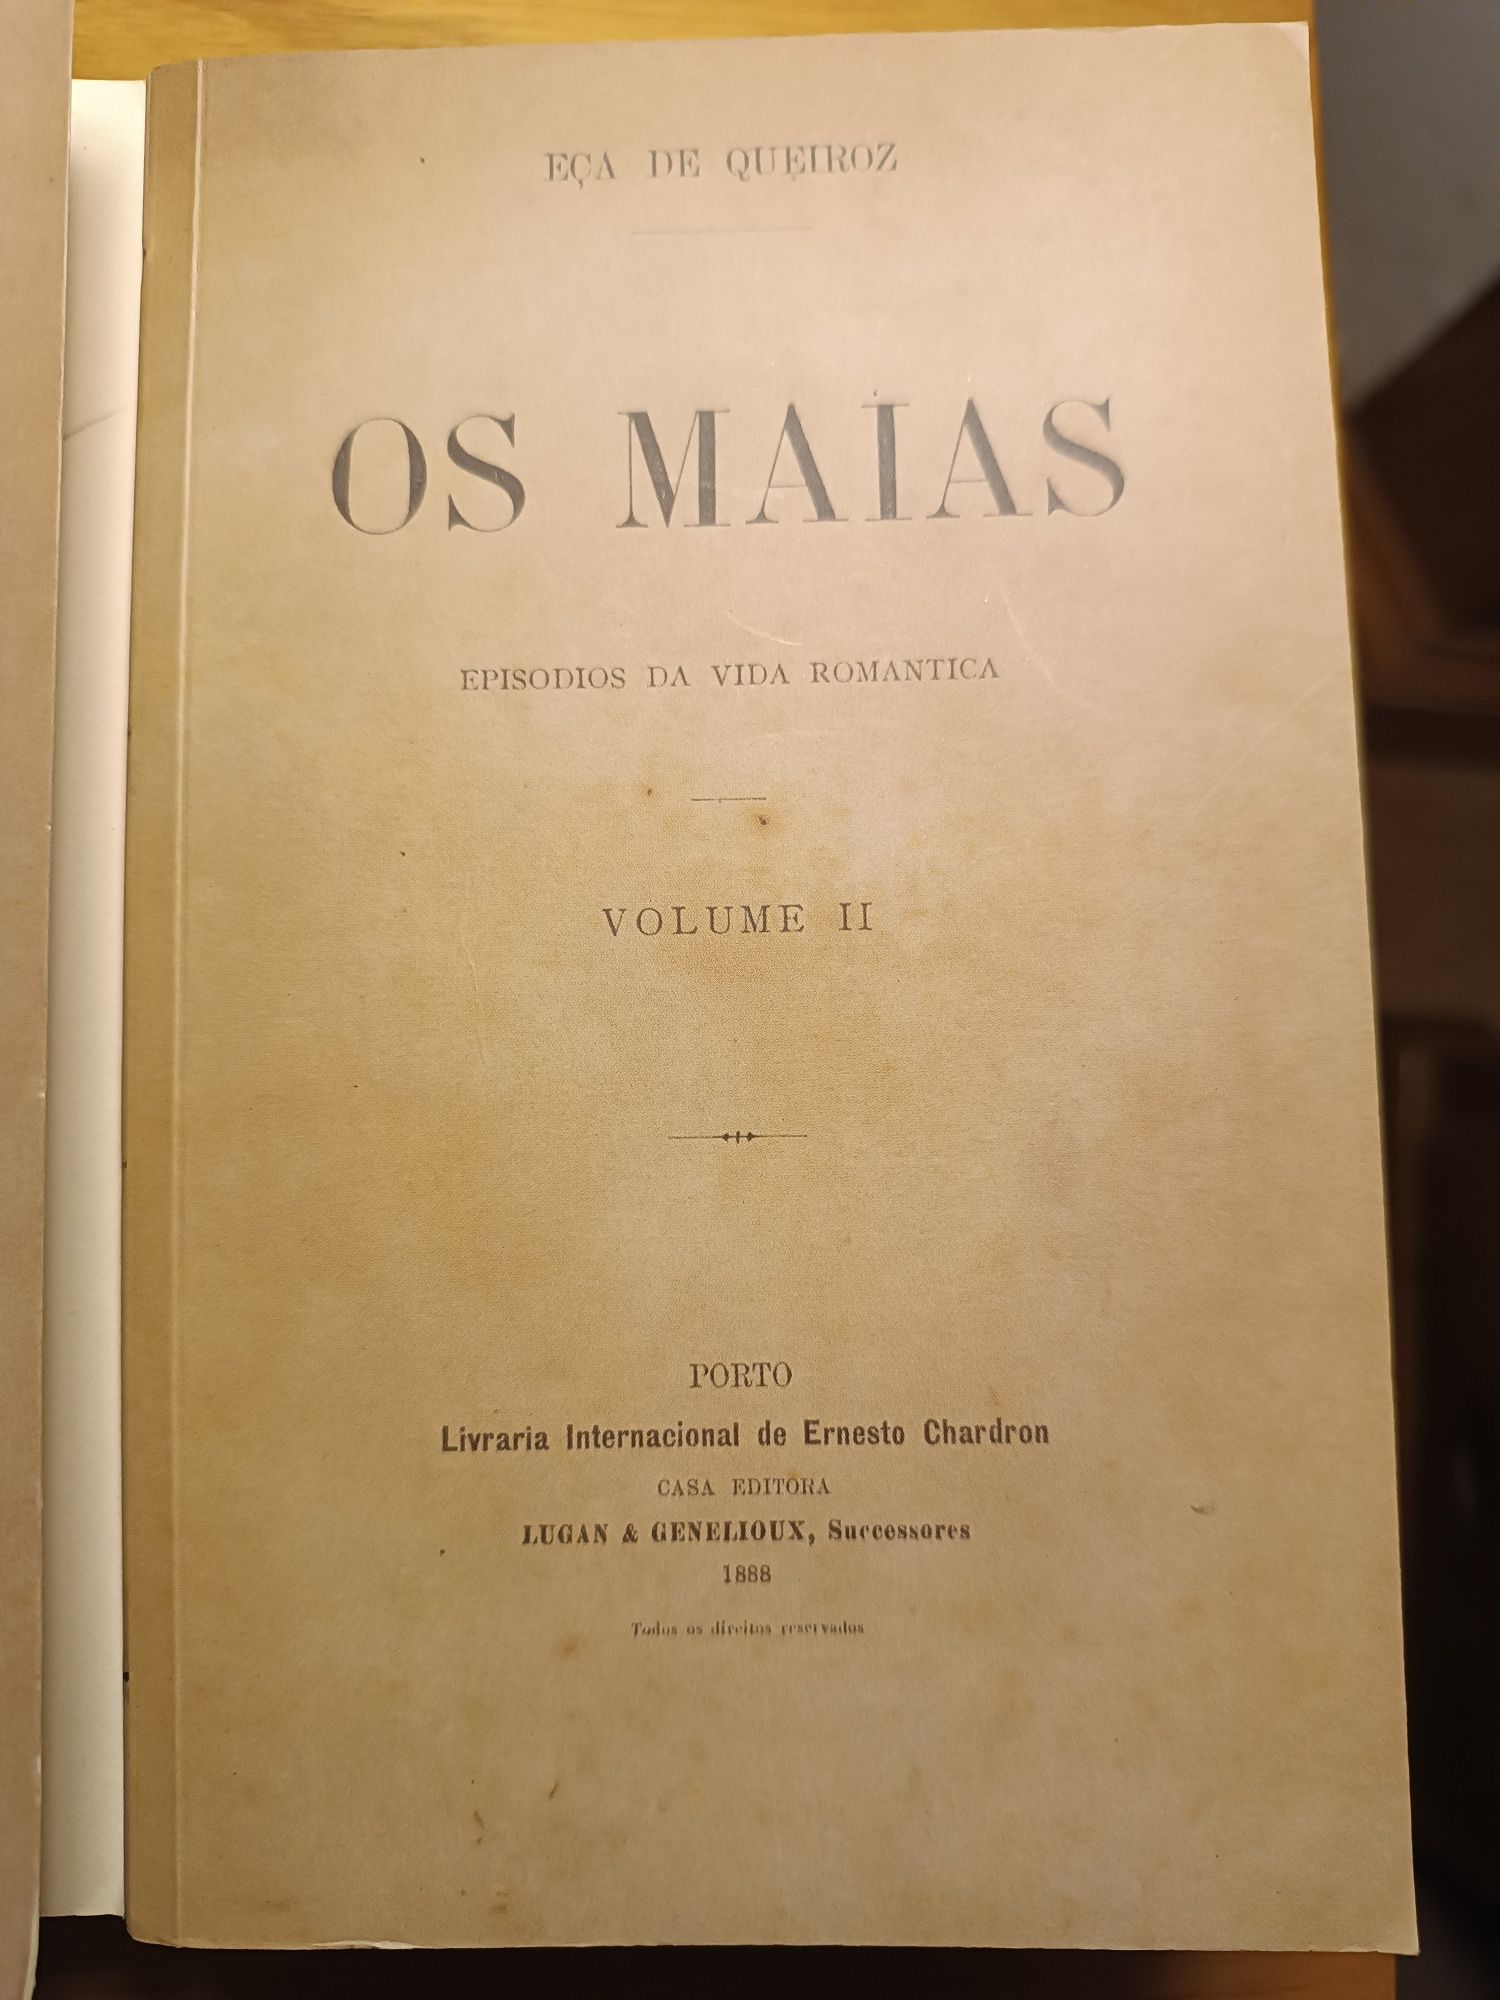 EÇA DE QUEIROZ
OS MAIAS
EPISODIOS DA VIDA ROMANTICA
VOLUME II
PORTO
Livraria Internacional de Ernesto Chardron
CASA EDITORA
LUGAN & GENELIOUX, Successores
1888
Todos os direitos reservados